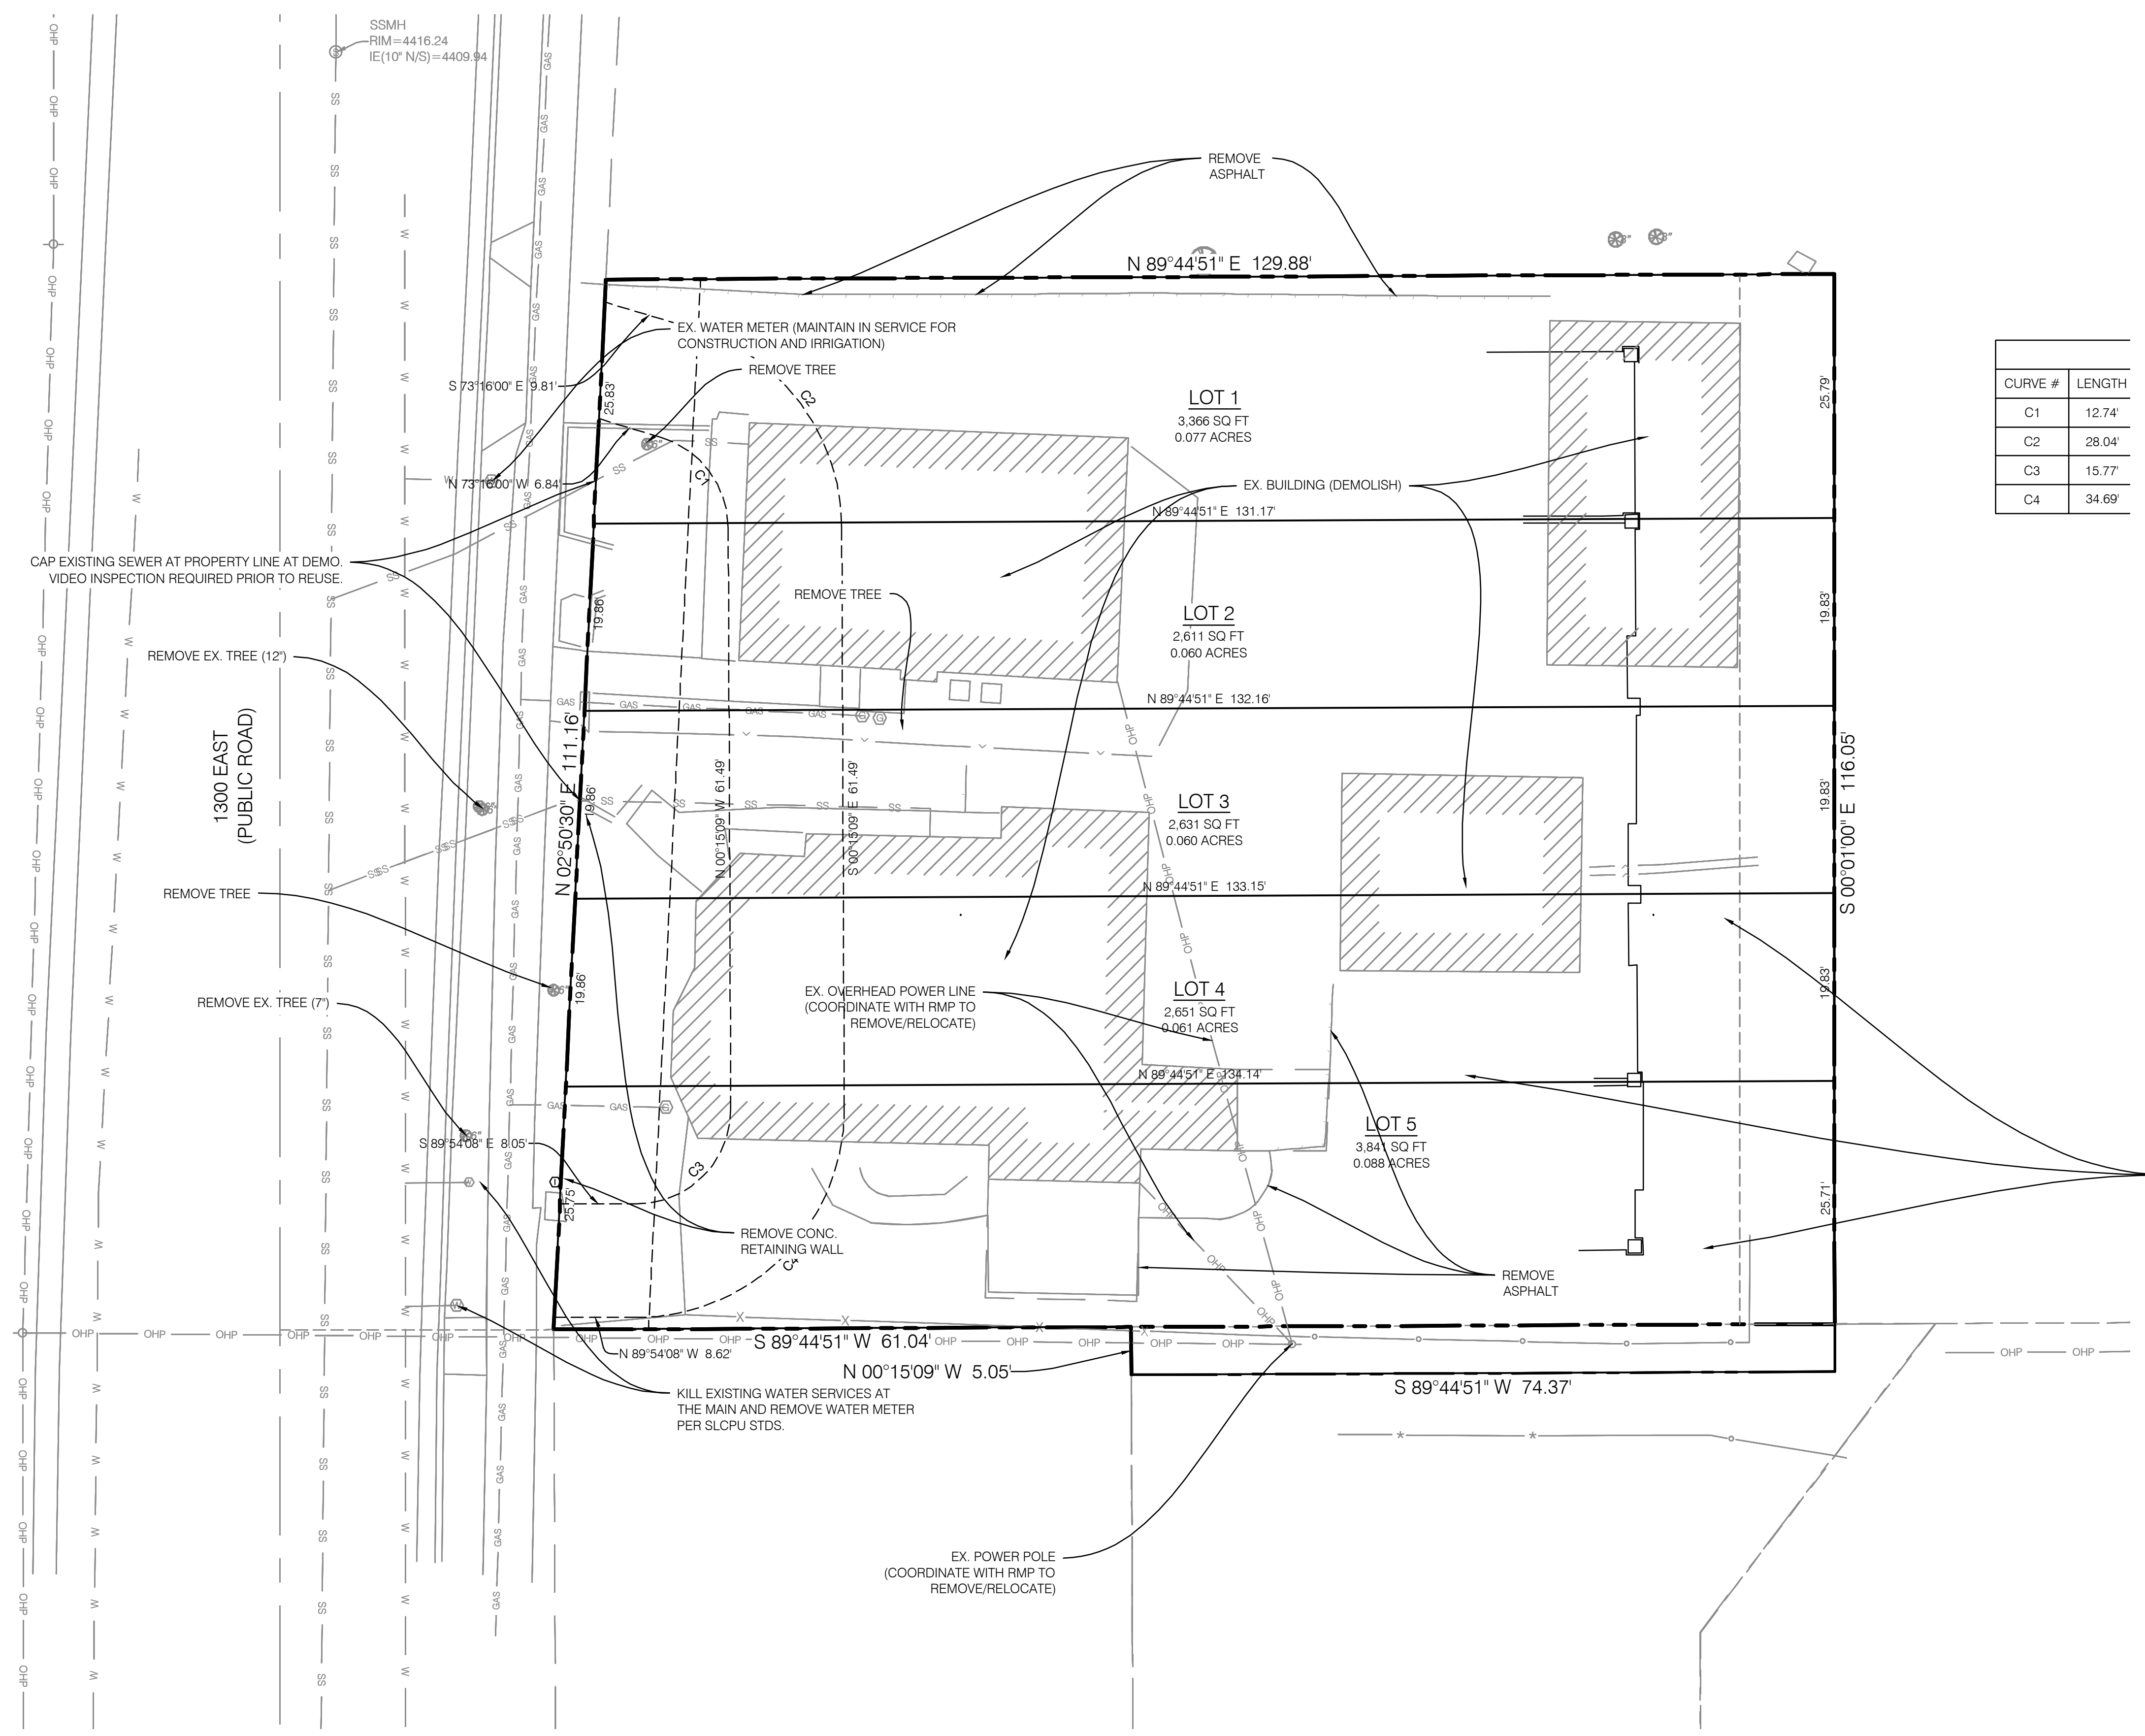 SSMH
RIM=4416.24
IE(10" N/S)=4409.94
REMOVE
ASPHALT
N 89°44'51" E 129.88'
EX. WATER METER (MAINTAIN IN SERVICE FOR
CONSTRUCTION AND IRRIGATION)
REMOVE TREE
S 73°16'00" E 9.81'
25.83'
C2
LOT 1
3,366 SQ FT
0.077 ACRES
25.79'
CURVE # LENGTH
C1 12.74'
C2 28.04'
C3 15.77'
C4 34.69'
N 73°16'00" W 6.84'
C1
EX. BUILDING (DEMOLISH)
N 89°44'51" E 131.17'
CAP EXISTING SEWER AT PROPERTY LINE AT DEMO.
VIDEO INSPECTION REQUIRED PRIOR TO REUSE.
REMOVE TREE
19.86'
LOT 2
2,611 SQ FT
0.060 ACRES
19.83'
REMOVE EX. TREE (12")
N 89°44'51" E 132.16'
1300 EAST
(PUBLIC ROAD)
N 02°50'30" E 111.16'
19.86'
N 00°15'09" W 61.49'
S 00°15'09" E 61.49'
LOT 3
2,631 SQ FT
0.060 ACRES
19.83'
S 00°01'00" E 116.05'
REMOVE TREE
N 89°44'51" E 133.15'
19.86'
REMOVE EX. TREE (7")
EX. OVERHEAD POWER LINE
(COORDINATE WITH RMP TO
REMOVE/RELOCATE)
LOT 4
2,651 SQ FT
0.061 ACRES
19.83'
N 89°44'51" E 134.14'
S 89°54'08" E 8.05'
C3
25.75'
LOT 5
3,841 SQ FT
0.088 ACRES
25.71'
REMOVE CONC.
RETAINING WALL
C4
REMOVE
ASPHALT
S 89°44'51" W 61.04'
N 89°54'08" W 8.62'
N 00°15'09" W 5.05'
S 89°44'51" W 74.37'
KILL EXISTING WATER SERVICES AT
THE MAIN AND REMOVE WATER METER
PER SLCPU STDS.
EX. POWER POLE
(COORDINATE WITH RMP TO
REMOVE/RELOCATE)
OHP
SS
W
GAS